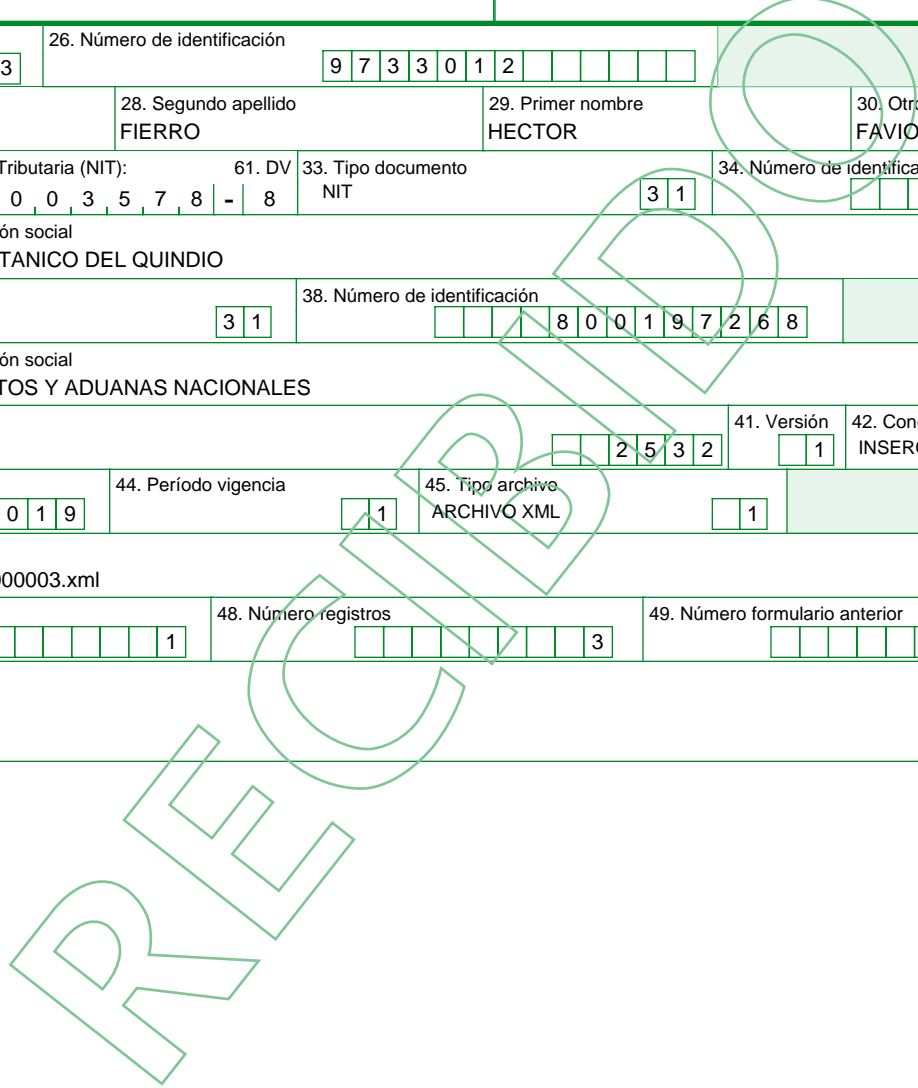 26. Número de identificación
3 9 7 3 3 0 1 2
28. Segundo apellido 29. Primer nombre 30. Otro
FIERRO HECTOR FAVIO
Tributaria (NIT): 61. DV 33. Tipo documento 34. Número de identifica
0 0 3 5 7 8 - 8 NIT 3 1
ón social
TANICO DEL QUINDIO
38. Número de identificación
3 1 8 0 0 1 9 7 2 6 8
ón social
TOS Y ADUANAS NACIONALES
41. Versión 42. Con
2 5 3 2 1 INSER
44. Período vigencia 45. Tipo archivo
0 1 9 1 ARCHIVO XML 1
000003.xml
48. Número registros 49. Número formulario anterior
1 3
RECIBIDO